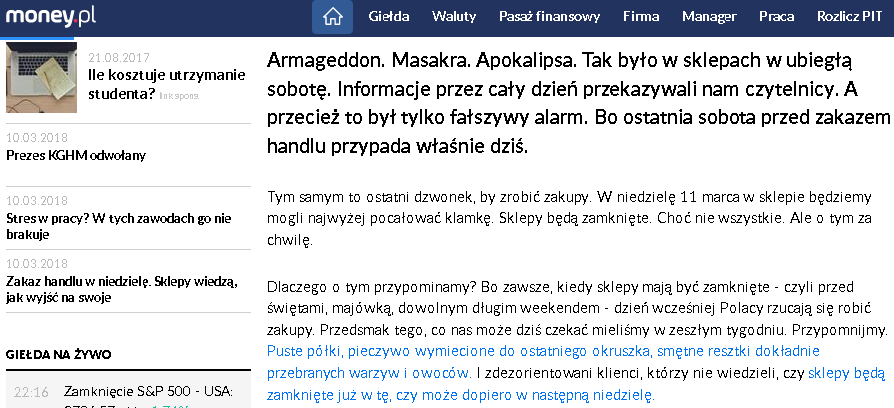 money.pl
Giełda Waluty Pasaż finansowy Firma Manager Praca Rozlicz PIT
21.08.2017
Ile kosztuje utrzymanie
studenta? link spons
10.03.2018
Prezes KGHM odwołany
10.03.2018
Stres w pracy? W tych zawodach go nie
brakuje
10.03.2018
Zakaz handlu w niedzielę. Sklepy wiedzą,
jak wyjść na swoje
GIEŁDA NA ŻYWO
22:16 Zamknięcie S&P 500 - USA:
Armageddon. Masakra. Apokalipsa. Tak było w sklepach w ubiegłą
sobotę. Informacje przez cały dzień przekazywali nam czytelnicy. A
przecież to był tylko fałszywy alarm. Bo ostatnia sobota przed zakazem
handlu przypada właśnie dziś.
Tym samym to ostatni dzwonek, by zrobić zakupy. W niedzielę 11 marca w sklepie będziemy
mogli najwyżej pocałować klamkę. Sklepy będą zamknięte. Choć nie wszystkie. Ale o tym za
chwilę.
Dlaczego o tym przypominamy? Bo zawsze, kiedy sklepy mają być zamknięte - czyli przed
świętami, majówką, dowolnym długim weekendem - dzień wcześniej Polacy rzucają się robić
zakupy. Przedsmak tego, co nas może dziś czekać mieliśmy w zeszłym tygodniu. Przypomnijmy.
Puste półki, pieczywo wymiecione do ostatniego okruszka, smętne resztki dokładnie
przebranych warzyw i owoców. I zdezorientowani klienci, którzy nie wiedzieli, czy sklepy będą
zamknięte już w tę, czy może dopiero w następną niedzielę.